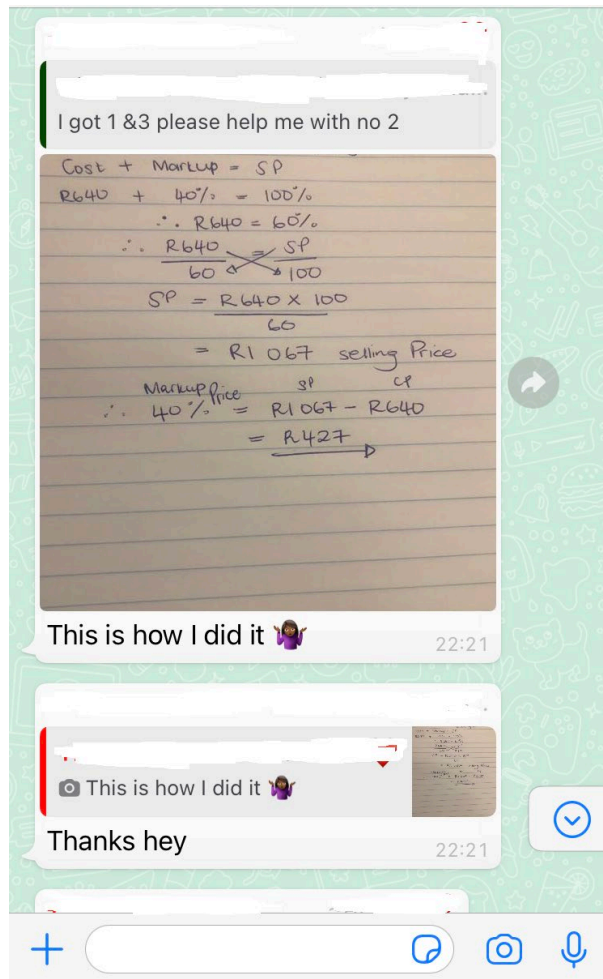 I got 1 &3 please help me with no 2
Cost + Markup = SP
R640 + 40% = 100%
∴ R640 = 60%
∴ R640 = SP
60 100
SP = R640 x 100
60
= R1 067 selling Price
Markup Price SP CP
∴ 40% = R1067 - R640
= R427
This is how I did it 🤷🏾‍♀️
22:21
This is how I did it 🤷🏾‍♀️
Thanks hey
22:21